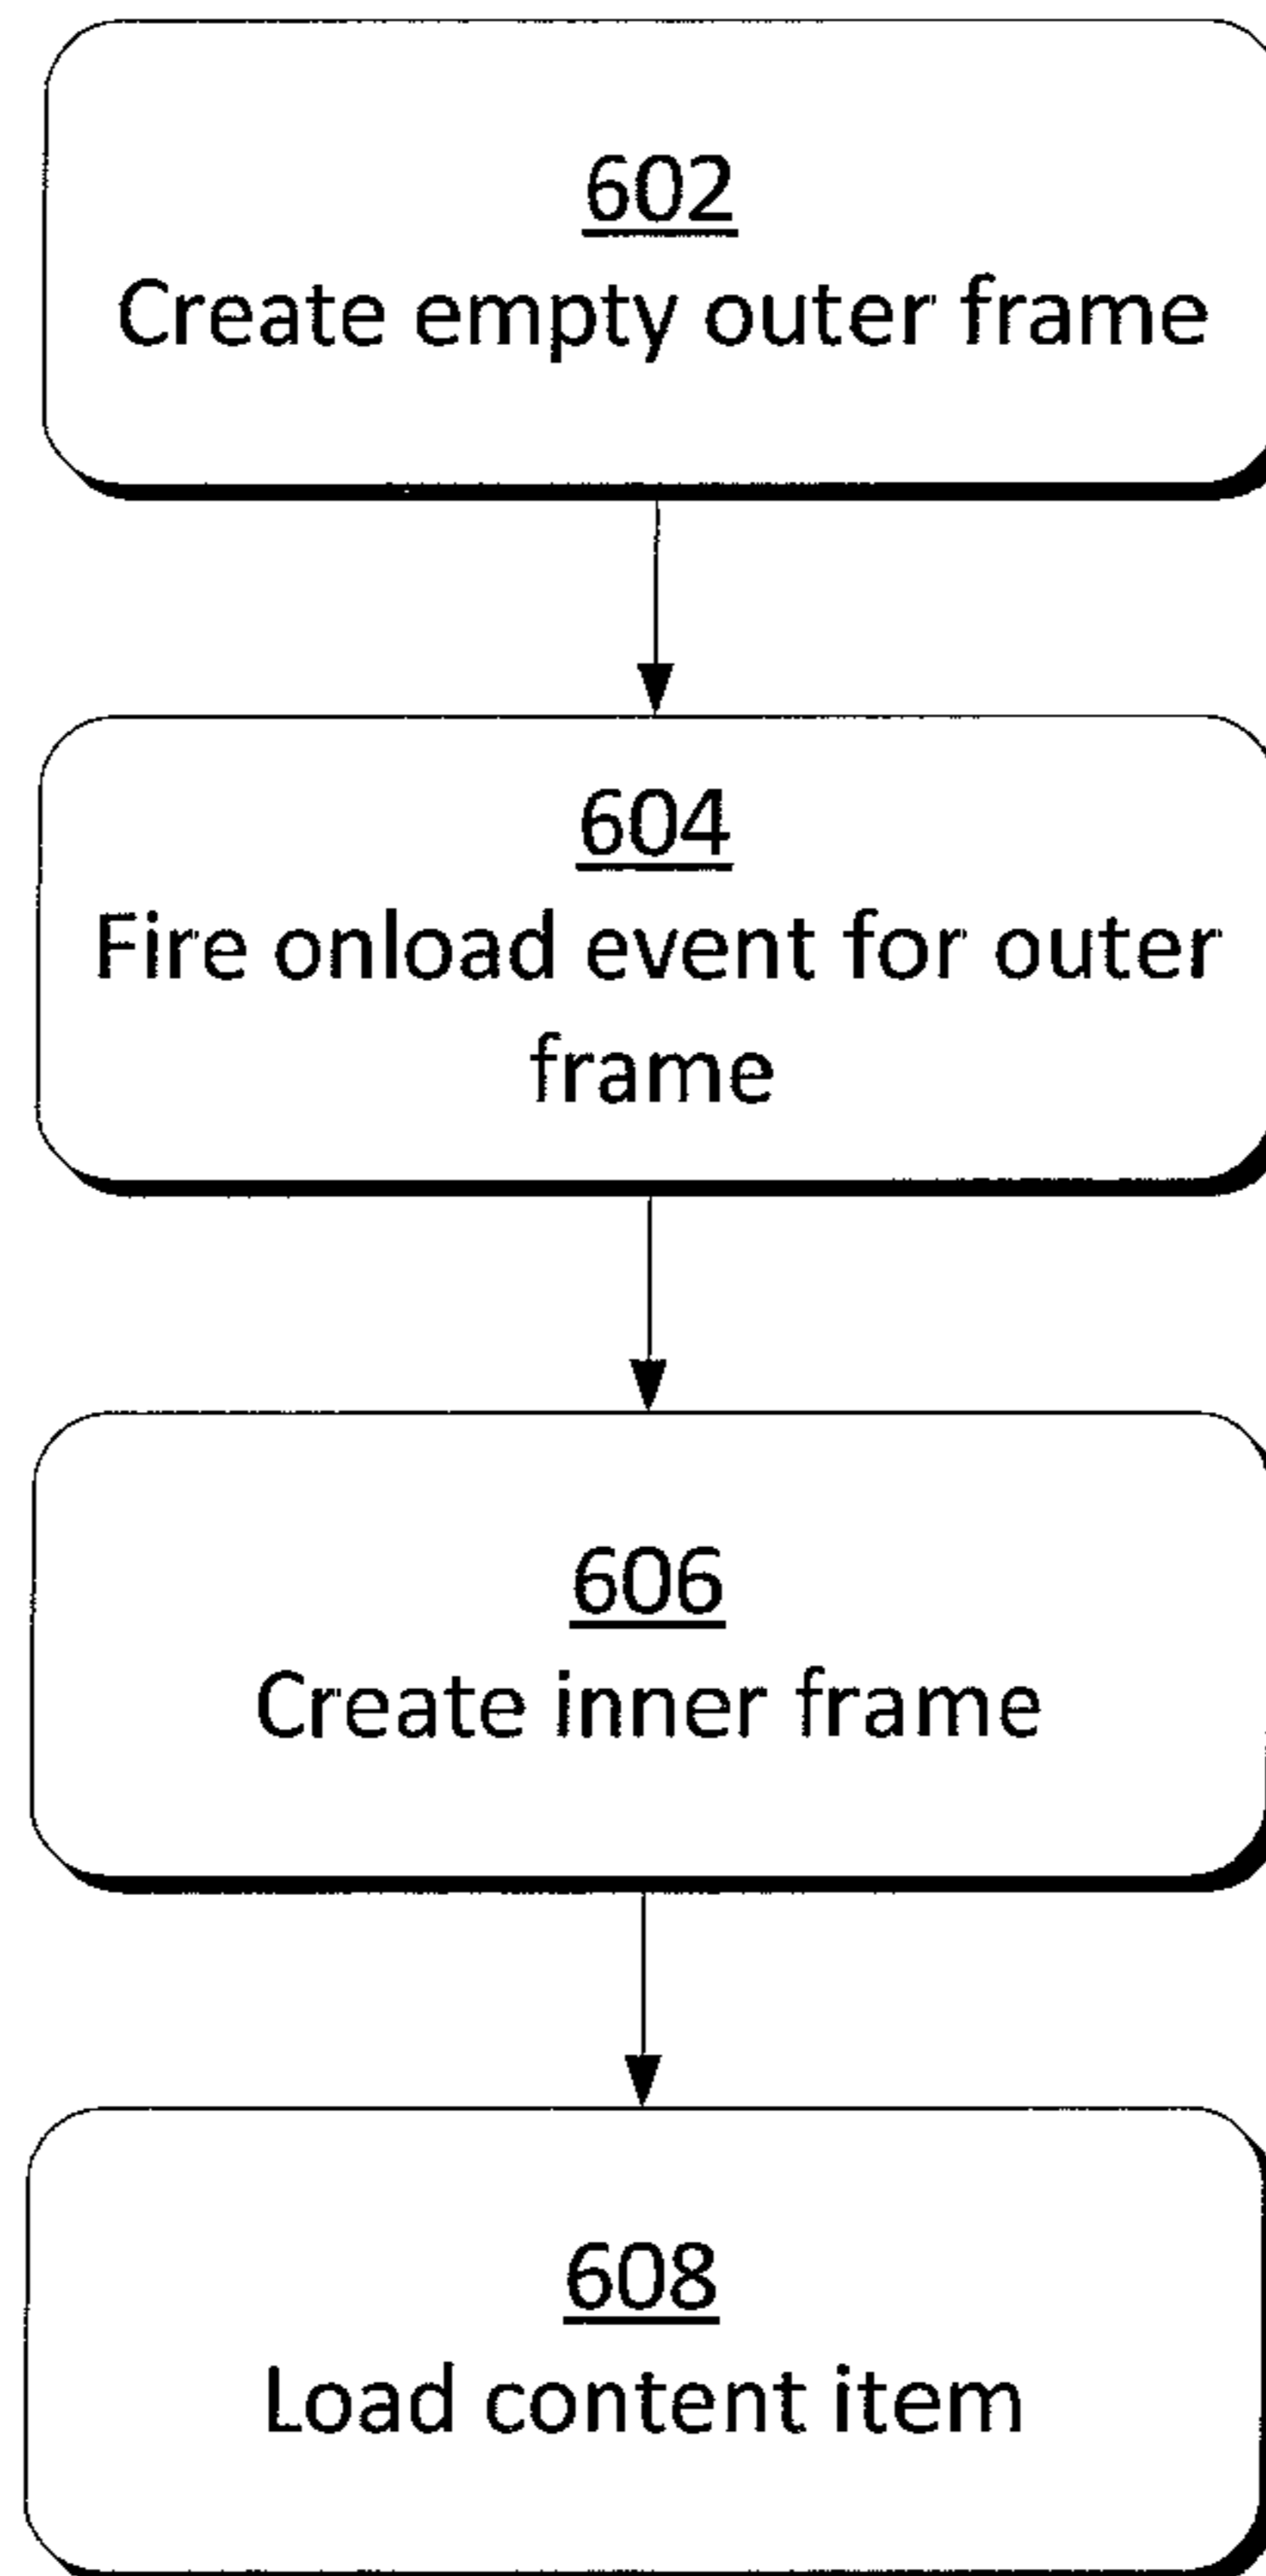 602
Create empty outer frame
604
Fire onload event for outer
frame
606
Create inner frame
608
Load content item